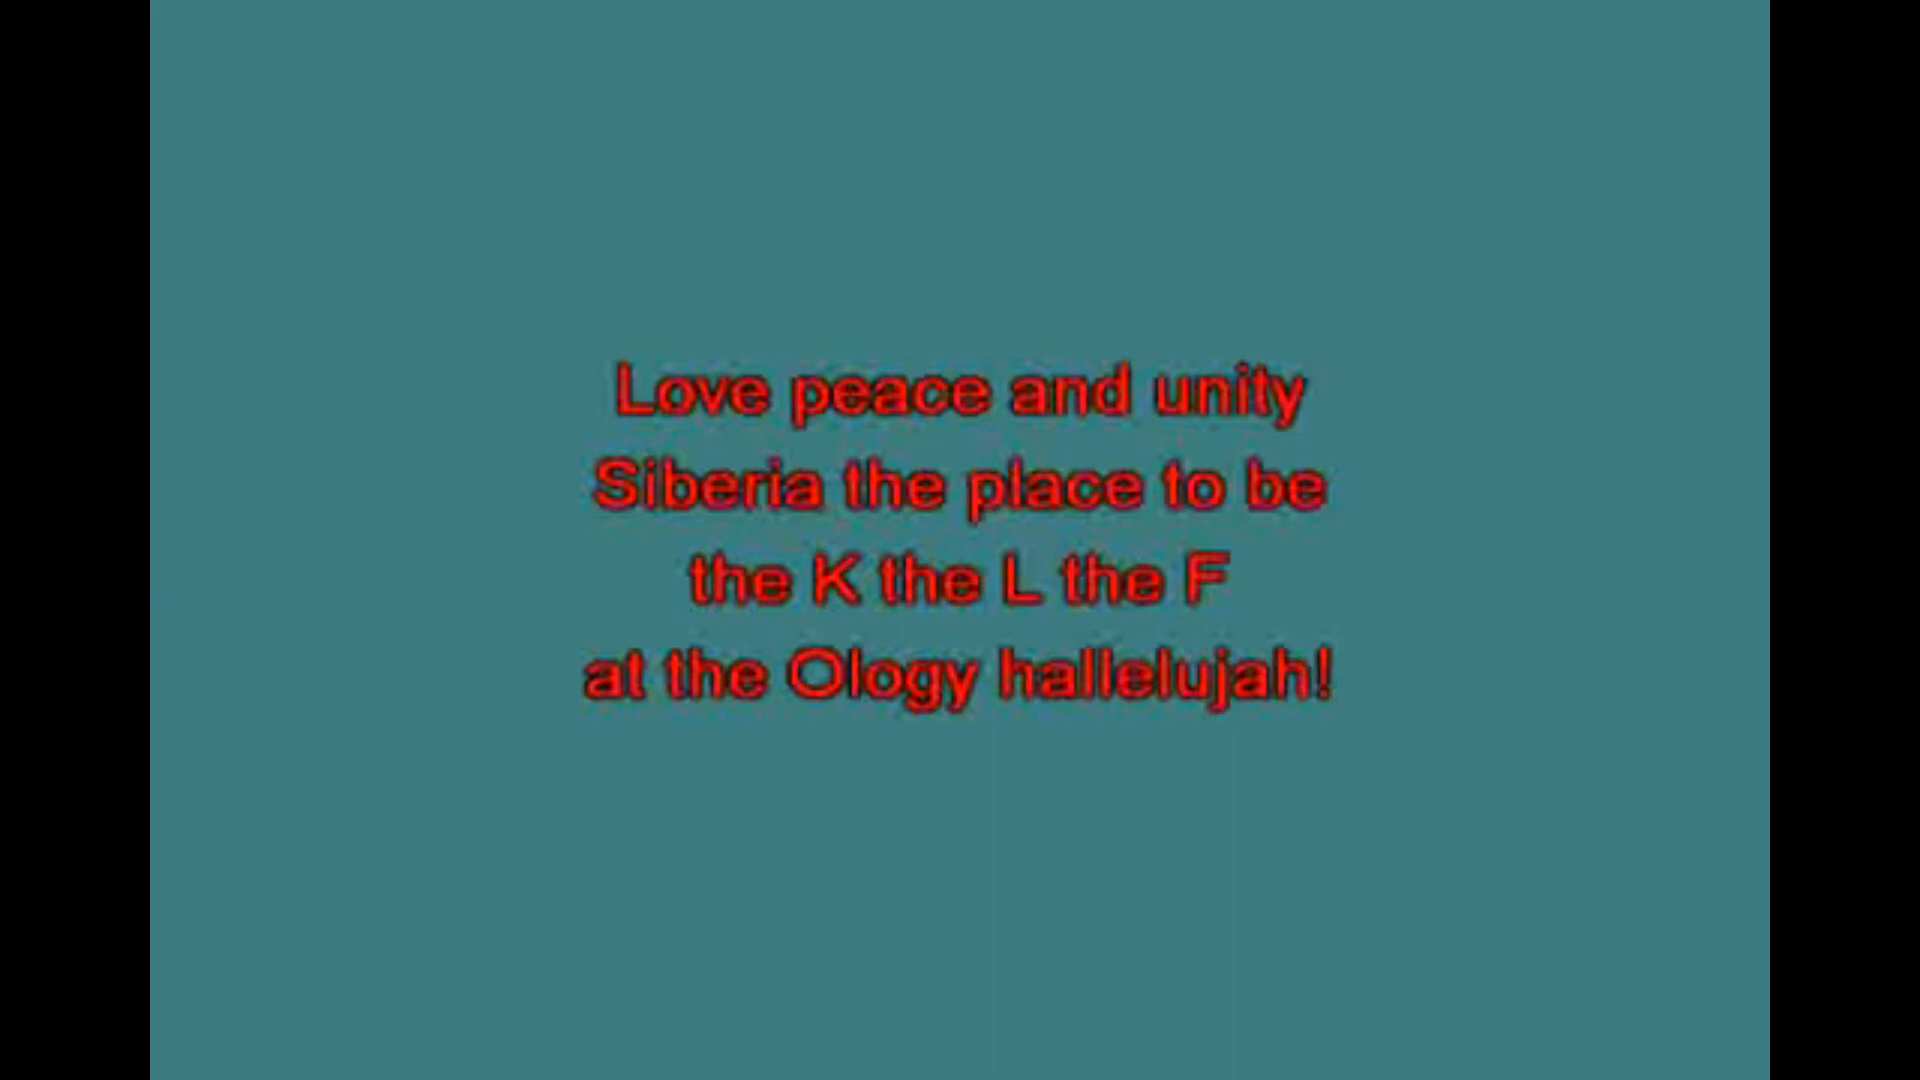 Love peace and unity
Siberia the place to be
the K the L the F
at the Ology hallelujah!